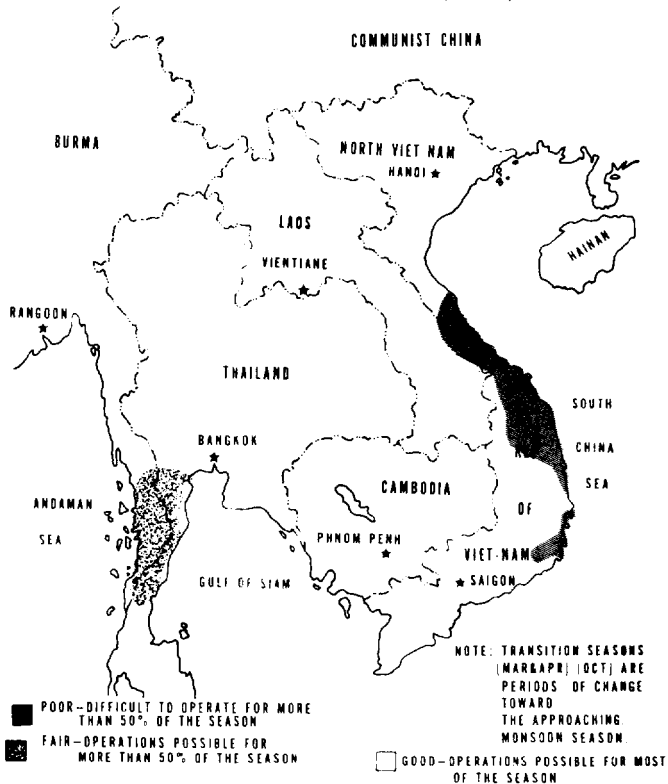 COMMUNIST CHINA
BURMA
NORTH VIET NAM
HANOI
LAOS
HAINAN
VIENTIANE
RANGOON
THAILAND
SOUTH
CHINA
SEA
BANGKOK
CAMBODIA
ANDAMAN
SEA
OF
PHNOM PENH
VIET-NAM
GULF OF SIAM
SAIGON
NOTE: TRANSITION SEASONS
(MAR&APR) (OCT) ARE
PERIODS OF CHANGE
TOWARD
THE APPROACHING
MONSOON SEASON.
POOR-DIFFICULT TO OPERATE FOR MORE
THAN 50% OF THE SEASON
FAIR-OPERATIONS POSSIBLE FOR
MORE THAN 50% OF THE SEASON
GOOD-OPERATIONS POSSIBLE FOR MOST
OF THE SEASON